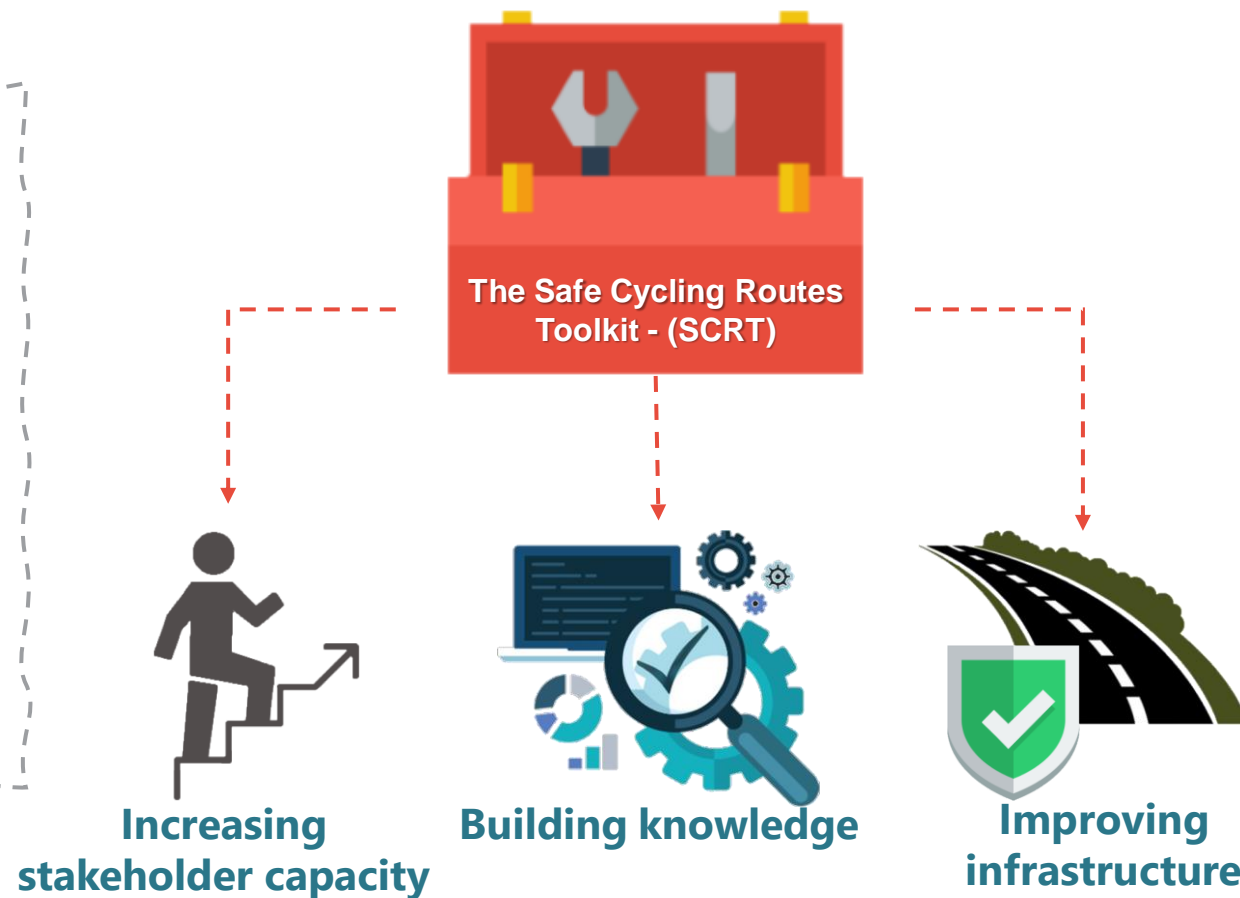 The Safe Cycling Routes
Toolkit - (SCRT)
Increasing
stakeholder capacity
Building knowledge
Improving
infrastructure